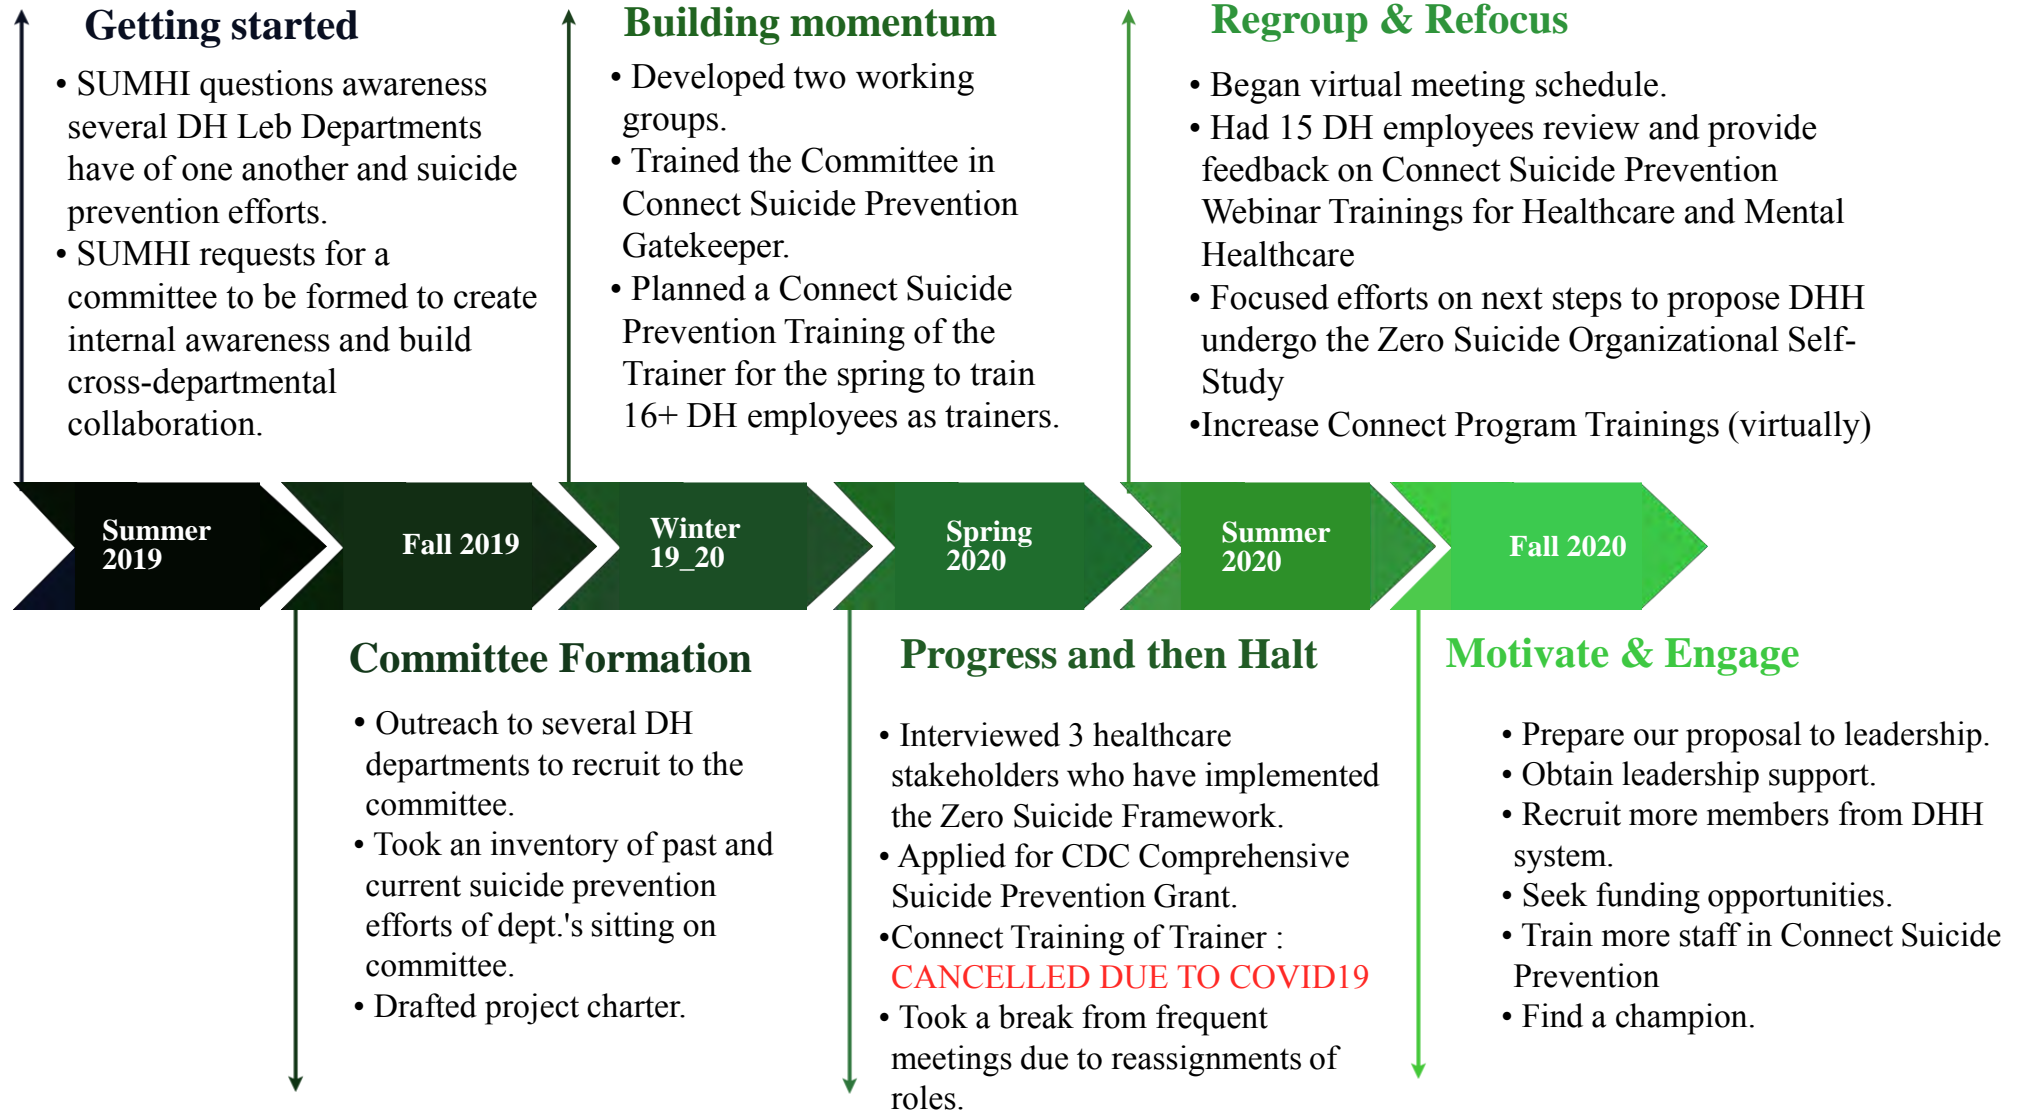 Getting started
• SUMHI questions awareness
several DH Leb Departments
have of one another and suicide
prevention efforts.
• SUMHI requests for a
committee to be formed to create
internal awareness and build
cross-departmental
collaboration.
Building momentum
• Developed two working
groups.
• Trained the Committee in
Connect Suicide Prevention
Gatekeeper.
• Planned a Connect Suicide
Prevention Training of the
Trainer for the spring to train
16+ DH employees as trainers.
Regroup & Refocus
• Began virtual meeting schedule.
• Had 15 DH employees review and provide
feedback on Connect Suicide Prevention
Webinar Trainings for Healthcare and Mental
Healthcare
• Focused efforts on next steps to propose DHH
undergo the Zero Suicide Organizational Self-
Study
•Increase Connect Program Trainings (virtually)
Summer
2019
Fall 2019
Winter
19_20
Spring
2020
Summer
2020
Fall 2020
Committee Formation
• Outreach to several DH
departments to recruit to the
committee.
• Took an inventory of past and
current suicide prevention
efforts of dept.'s sitting on
committee.
• Drafted project charter.
Progress and then Halt
• Interviewed 3 healthcare
stakeholders who have implemented
the Zero Suicide Framework.
• Applied for CDC Comprehensive
Suicide Prevention Grant.
•Connect Training of Trainer :
CANCELLED DUE TO COVID19
• Took a break from frequent
meetings due to reassignments of
roles.
Motivate & Engage
• Prepare our proposal to leadership.
• Obtain leadership support.
• Recruit more members from DHH
system.
• Seek funding opportunities.
• Train more staff in Connect Suicide
Prevention
• Find a champion.